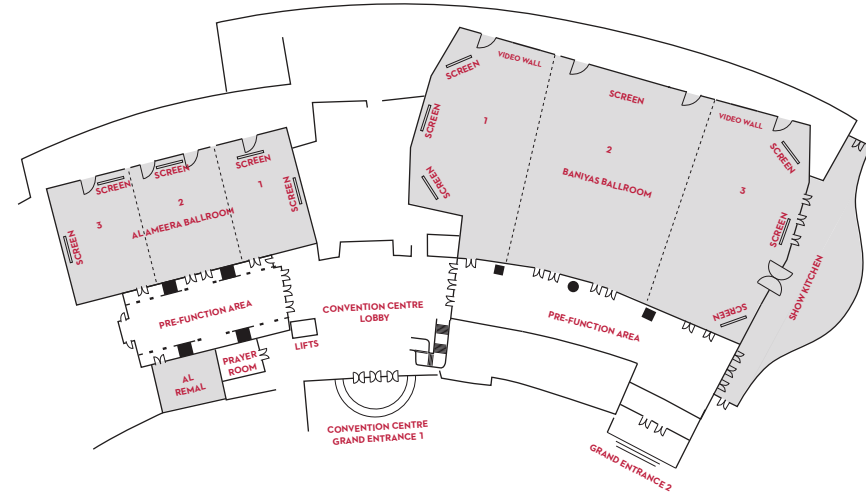 VIDEO WALL
SCREEN
SCREEN
SCREEN
1
SCREEN
2
BANIYAS BALLROOM
VIDEO WALL
SCREEN
3
SCREEN
SCREEN
SHOW KITCHEN
SCREEN
SCREEN
SCREEN
SCREEN
SCREEN
3
2
1
AL AMEERA BALLROOM
PRE-FUNCTION AREA
CONVENTION CENTRE
LOBBY
PRE-FUNCTION AREA
LIFTS
PRAYER
ROOM
AL
REMAL
CONVENTION CENTRE
GRAND ENTRANCE 1
GRAND ENTRANCE 2